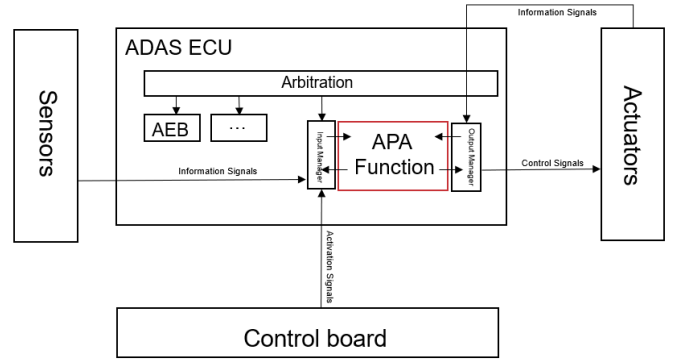 Information Signals
ADAS ECU
Arbitration
Sensors
Actuators
AEB
...
Input Manager
APA
Function
Output Manager
Information Signals
Control Signals
Activation Signals
Control board